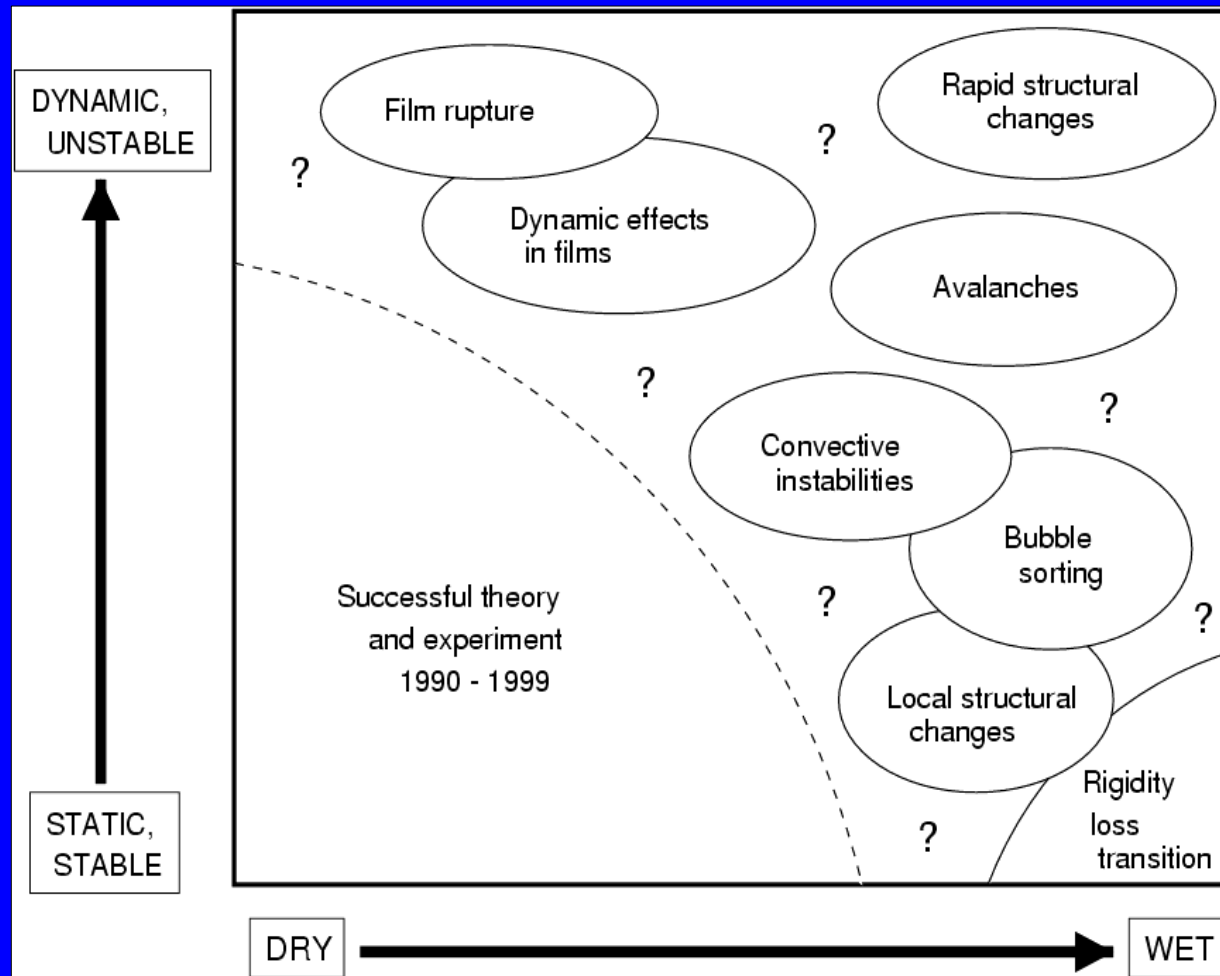 DYNAMIC,
UNSTABLE
Film rupture
Rapid structural
changes
?
?
Dynamic effects
in films
Avalanches
?
?
Convective
instabilities
Bubble
sorting
Successful theory
and experiment
1990 - 1999
?
?
Local structural
changes
Rigidity
loss
transition
?
STATIC,
STABLE
DRY
WET